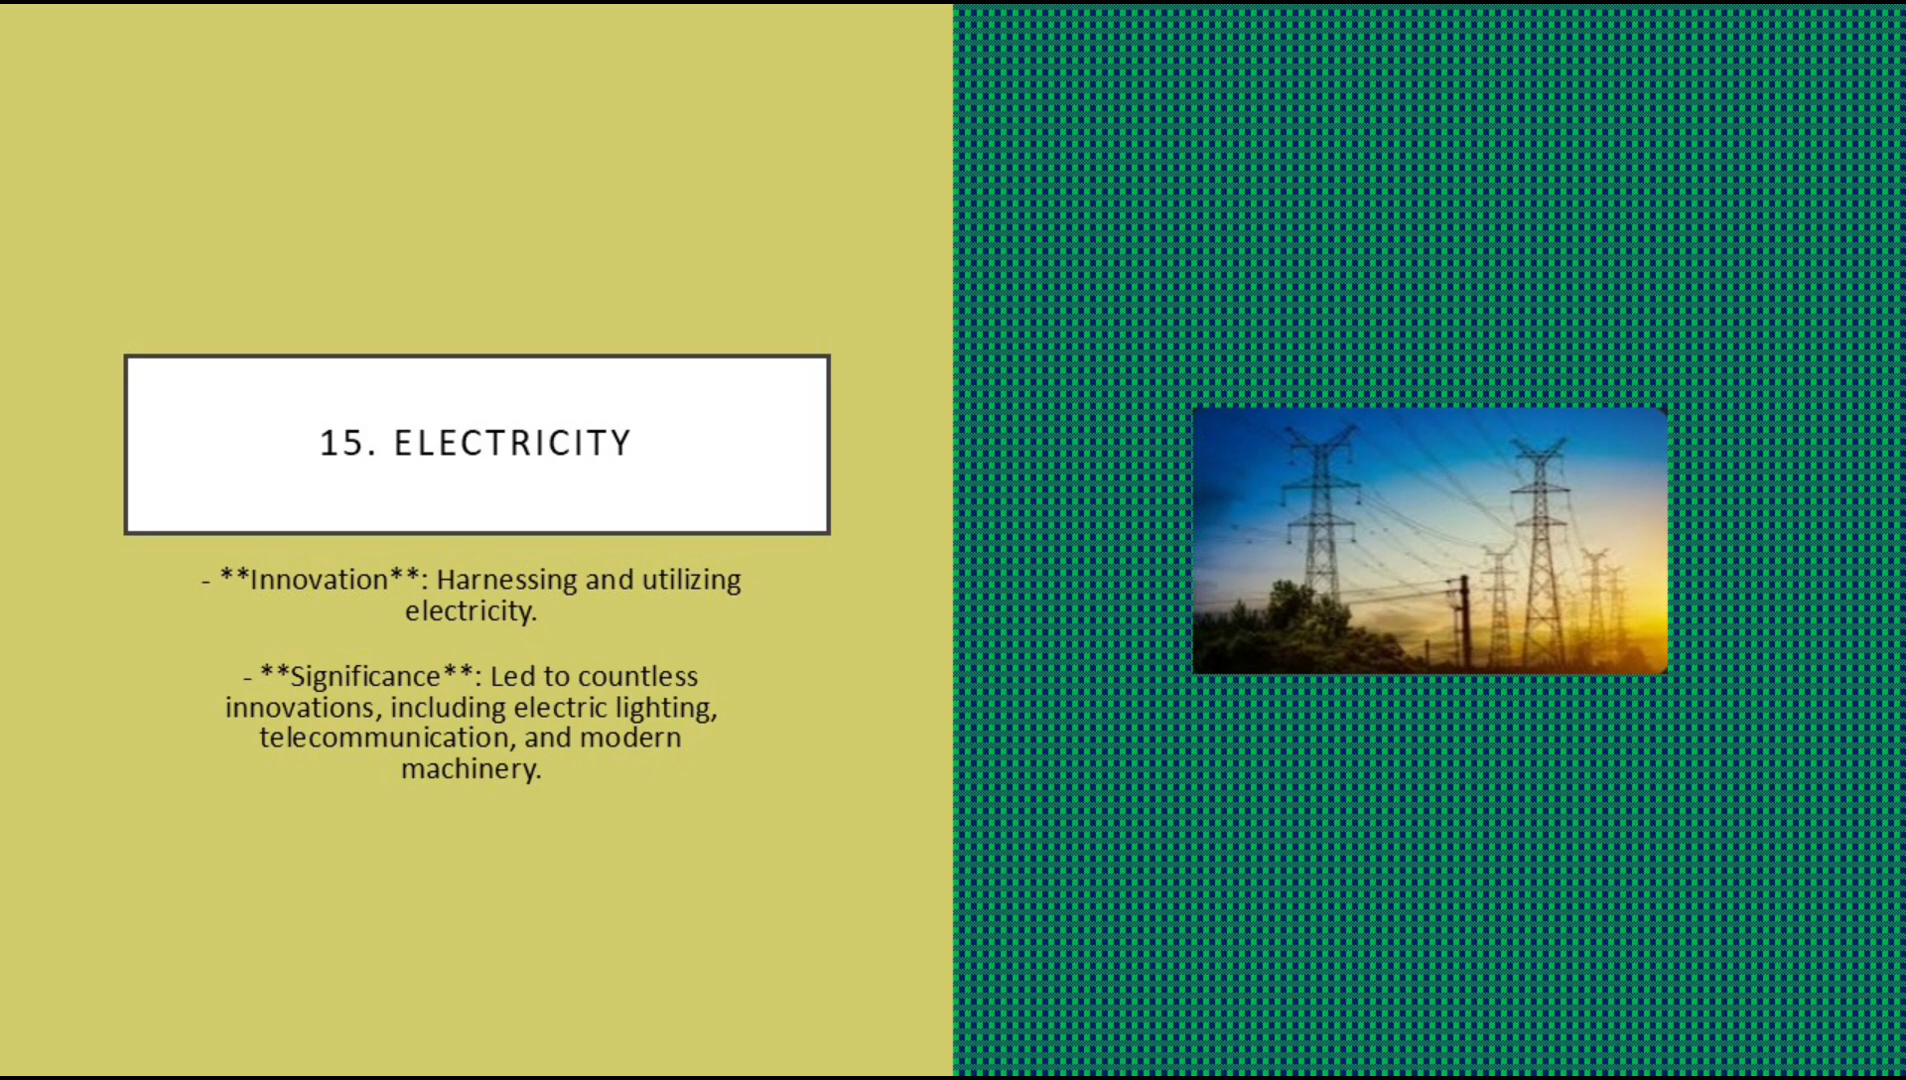 15. ELECTRICITY
- **Innovation**: Harnessing and utilizing
electricity.
- **Significance**: Led to countless
innovations, including electric lighting,
telecommunication, and modern
machinery.